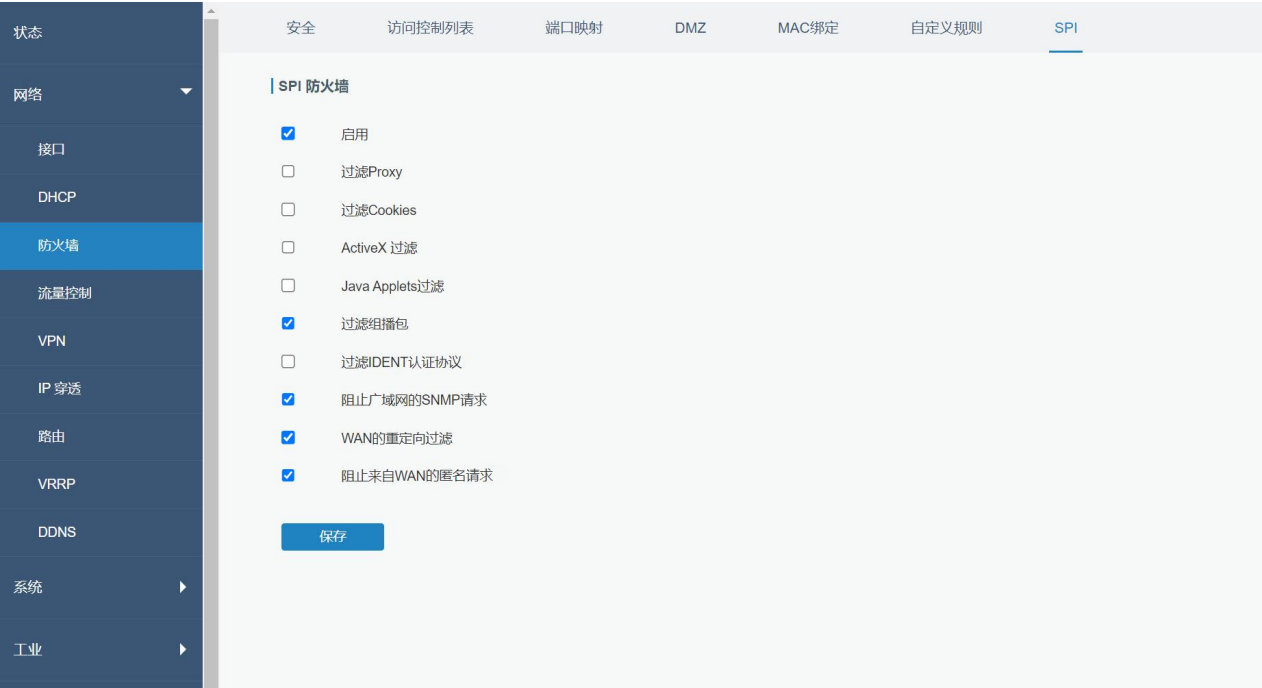 状态
网络
接口
DHCP
防火墙
流量控制
VPN
IP 穿透
路由
VRRP
DDNS
系统
工业
安全 访问控制列表 端口映射 DMZ MAC绑定 自定义规则 SPI
SPI 防火墙
启用
过滤Proxy
过滤Cookies
ActiveX 过滤
Java Applets过滤
过滤组播包
过滤IDENT认证协议
阻止广域网的SNMP请求
WAN的重定向过滤
阻止来自WAN的匿名请求
保存